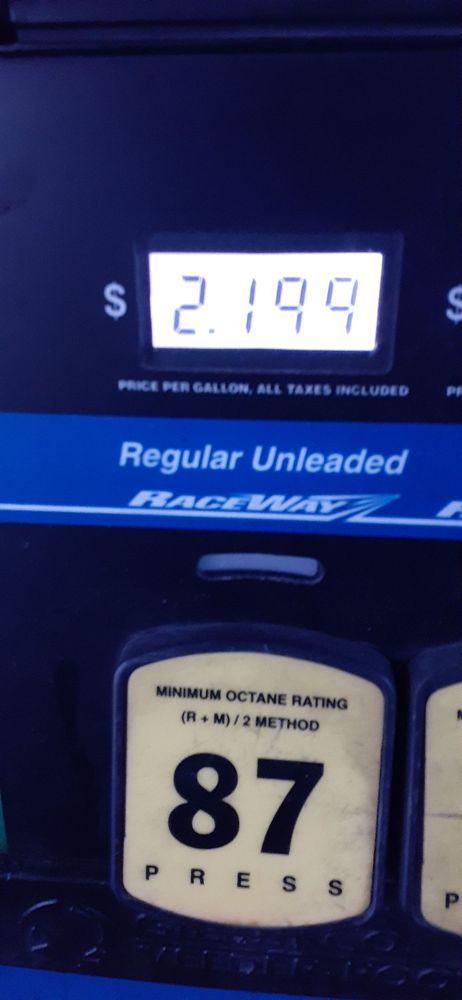 $ 2.199 $
PRICE PER GALLON, ALL TAXES INCLUDED
Regular Unleaded
RACEWAY
MINIMUM OCTANE RATING
(R + M) / 2 METHOD
87
PRESS